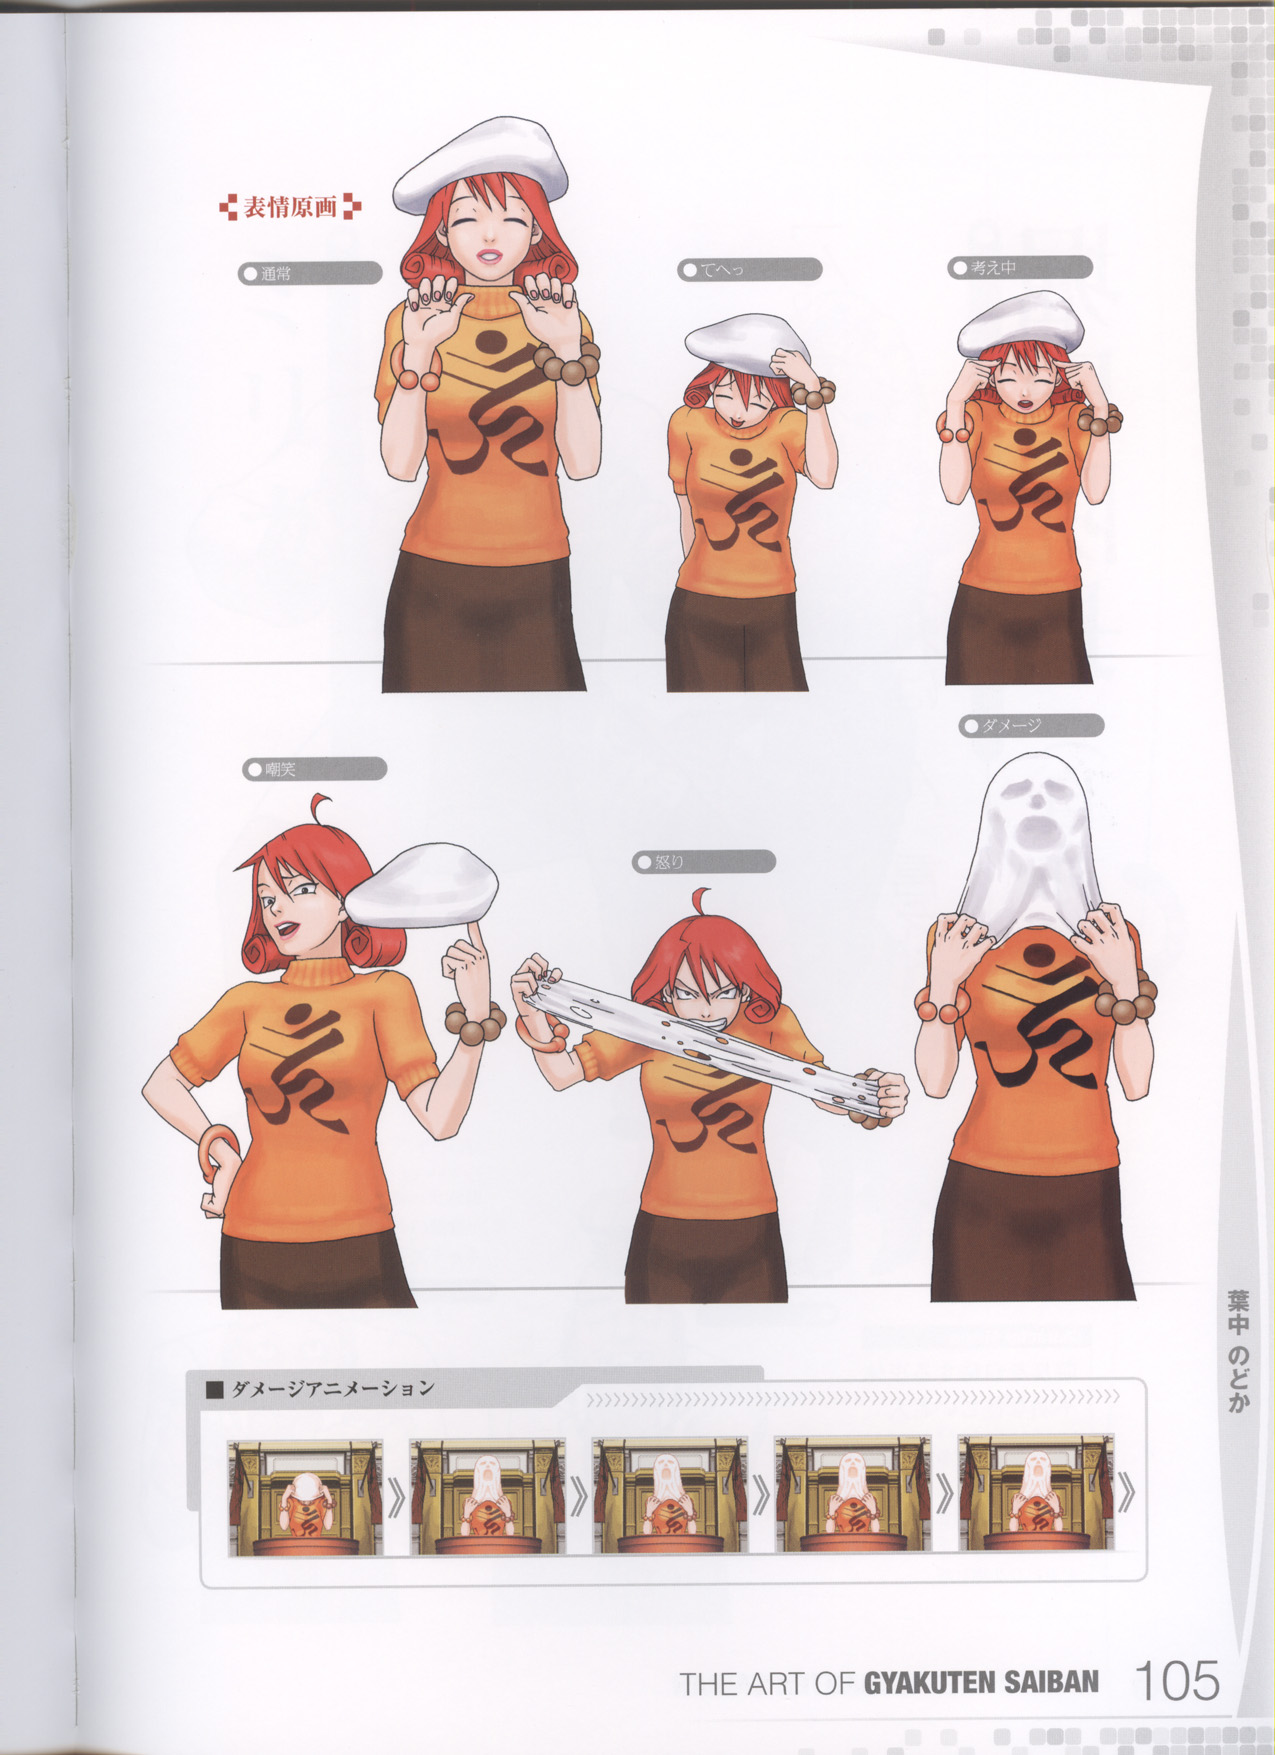 表情原画
通常
てへっ
考え中
嘲笑
怒り
ダメージ
葉中 のどか
■ ダメージアニメーション
THE ART OF GYAKUTEN SAIBAN 105